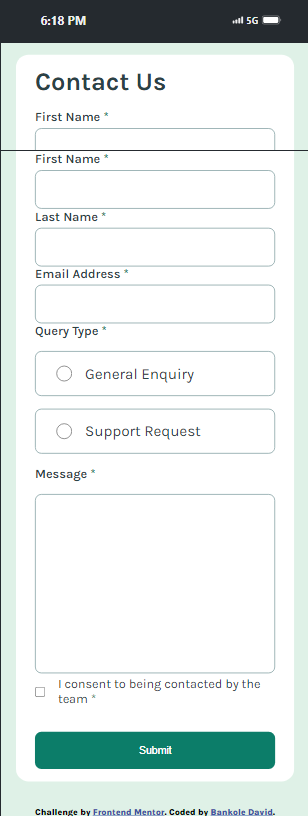 6:18 PM 5G
Contact Us
First Name *
First Name *
Last Name *
Email Address *
Query Type *
General Enquiry
Support Request
Message *
I consent to being contacted by the
team *
Submit
Challenge by Frontend Mentor. Coded by Bankole David.